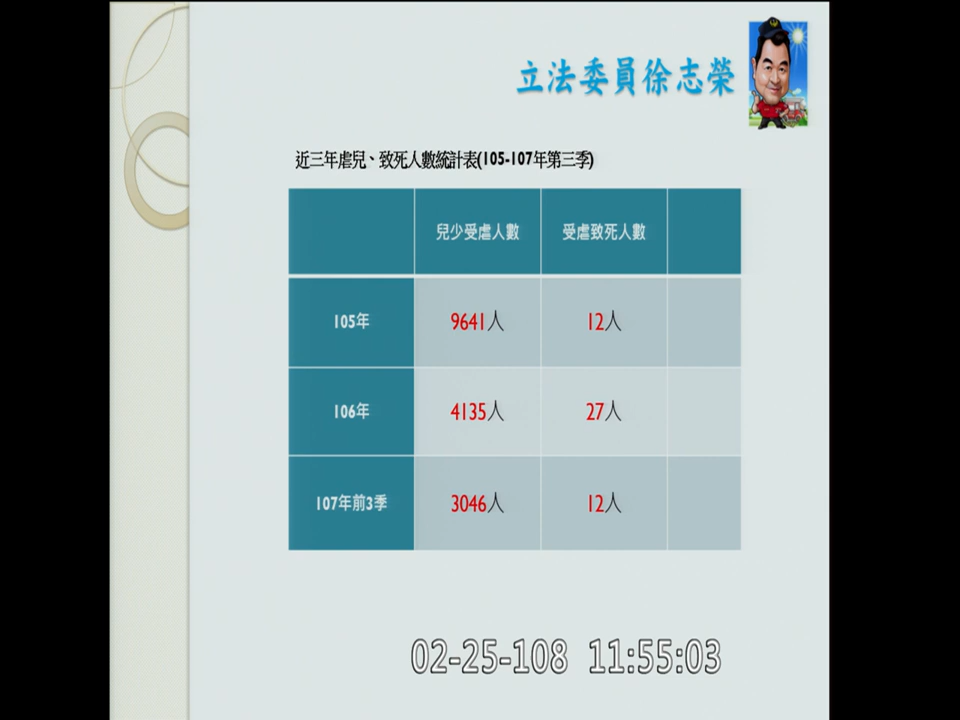 立法委員徐志榮
近三年虐兒、致死人數統計表(105-107年第三季)
兒少受虐人數 受虐致死人數
105年 9641人 12人
106年 4135人 27人
107年前3季 3046人 12人
02-25-108 11:55:03